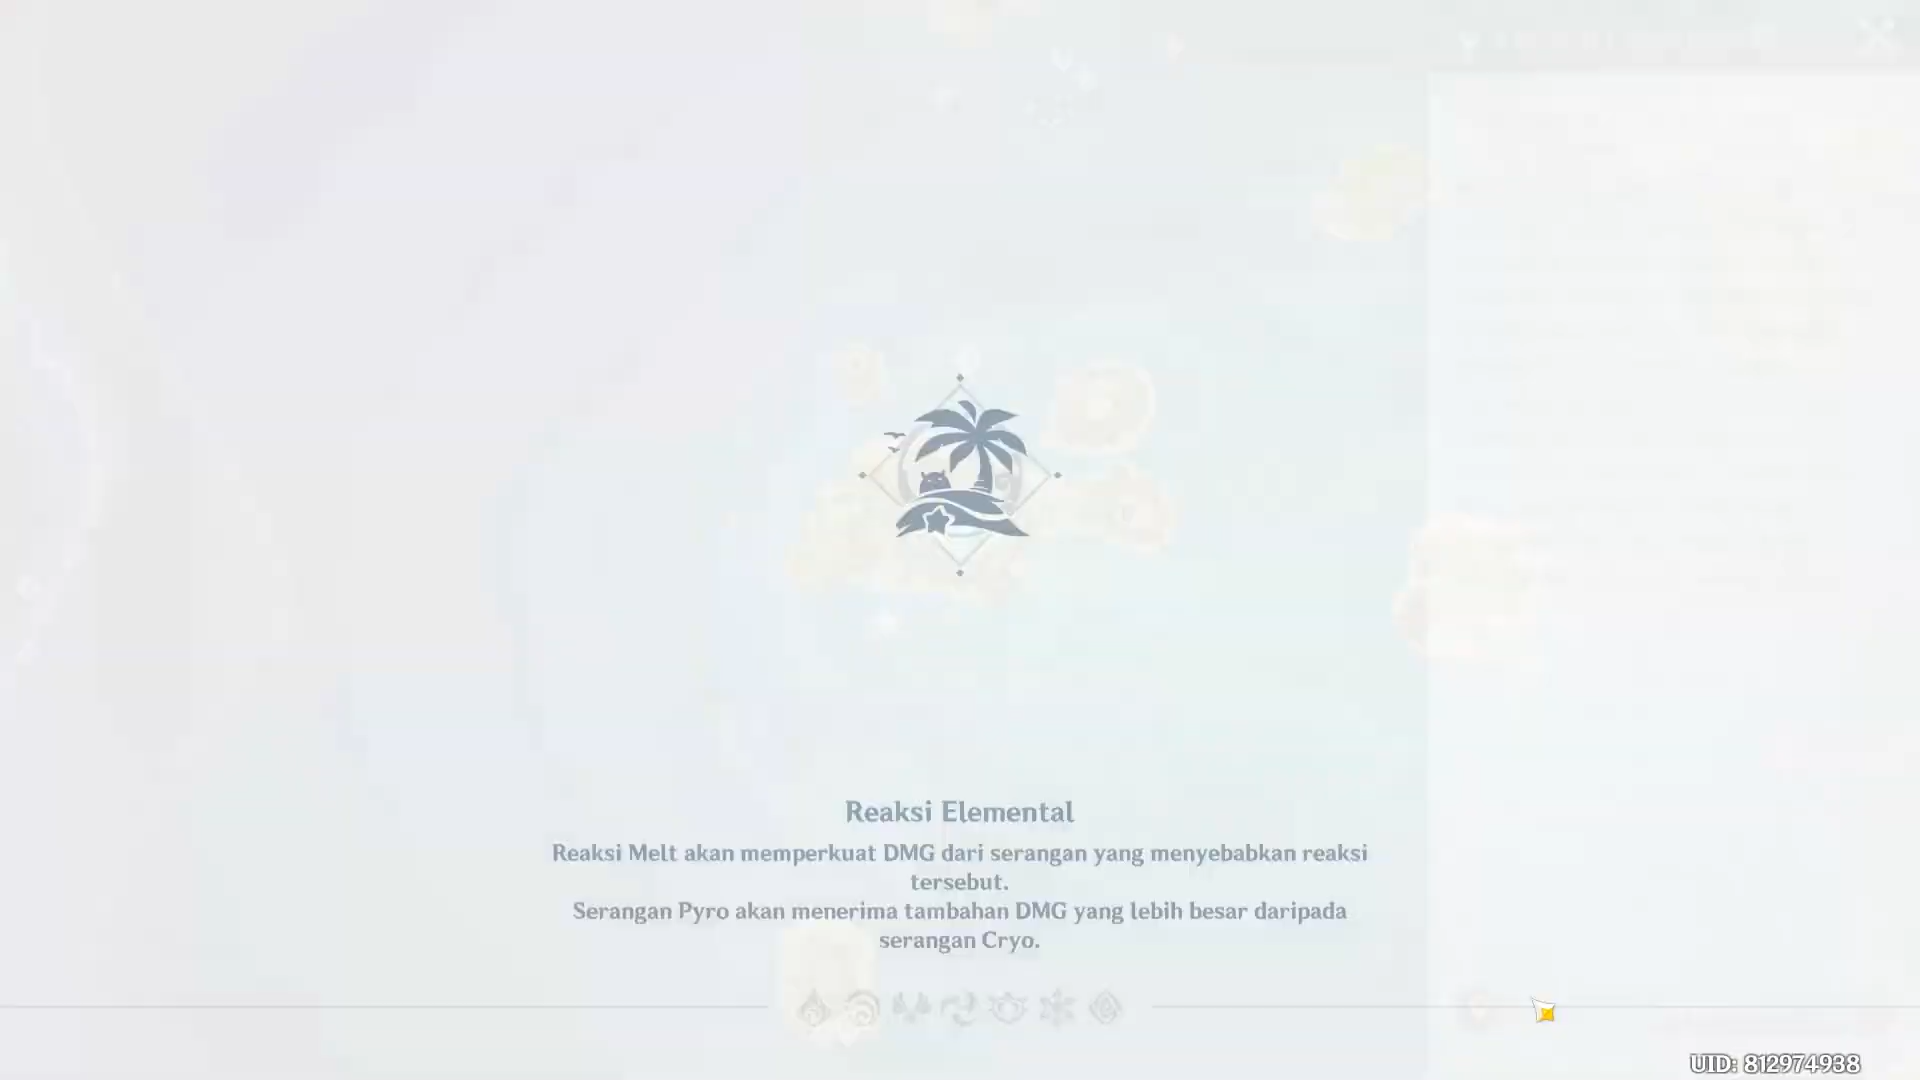 Reaksi Elemental
Reaksi Melt akan memperkuat DMG dari serangan yang menyebabkan reaksi
tersebut.
Serangan Pyro akan menerima tambahan DMG yang lebih besar daripada
serangan Cryo.
UID: 812974938